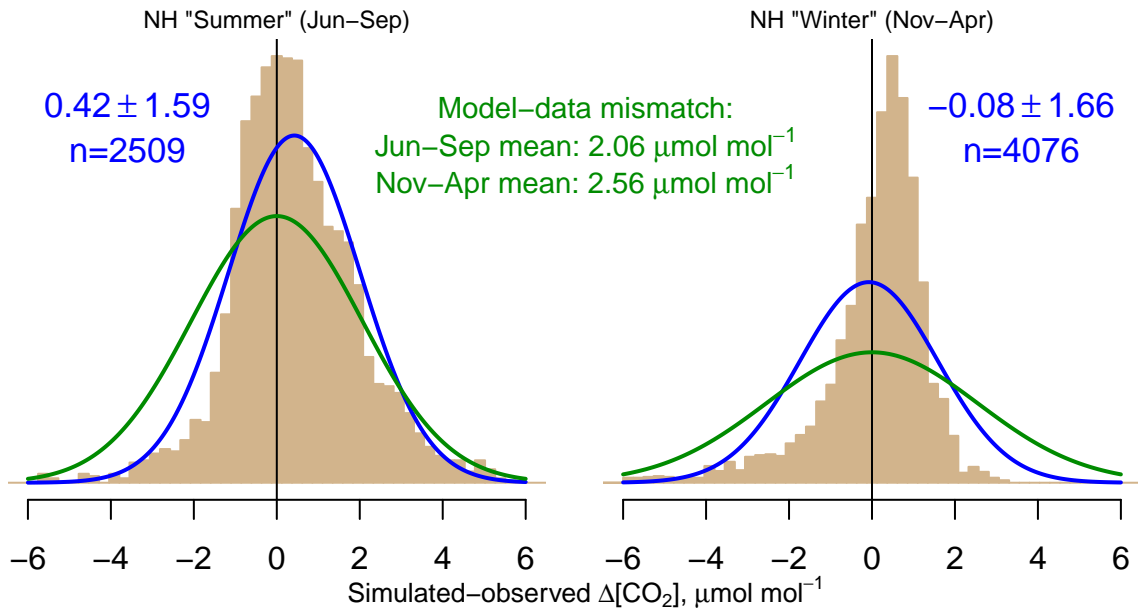 NH "Summer" (Jun−Sep)
0.42 ± 1.59
n=2509
Model−data mismatch:
Jun−Sep mean: 2.06 μmol mol⁻¹
Nov−Apr mean: 2.56 μmol mol⁻¹
−6 −4 −2 0 2 4 6
NH "Winter" (Nov−Apr)
−0.08 ± 1.66
n=4076
−6 −4 −2 0 2 4 6
Simulated−observed Δ[CO₂], μmol mol⁻¹